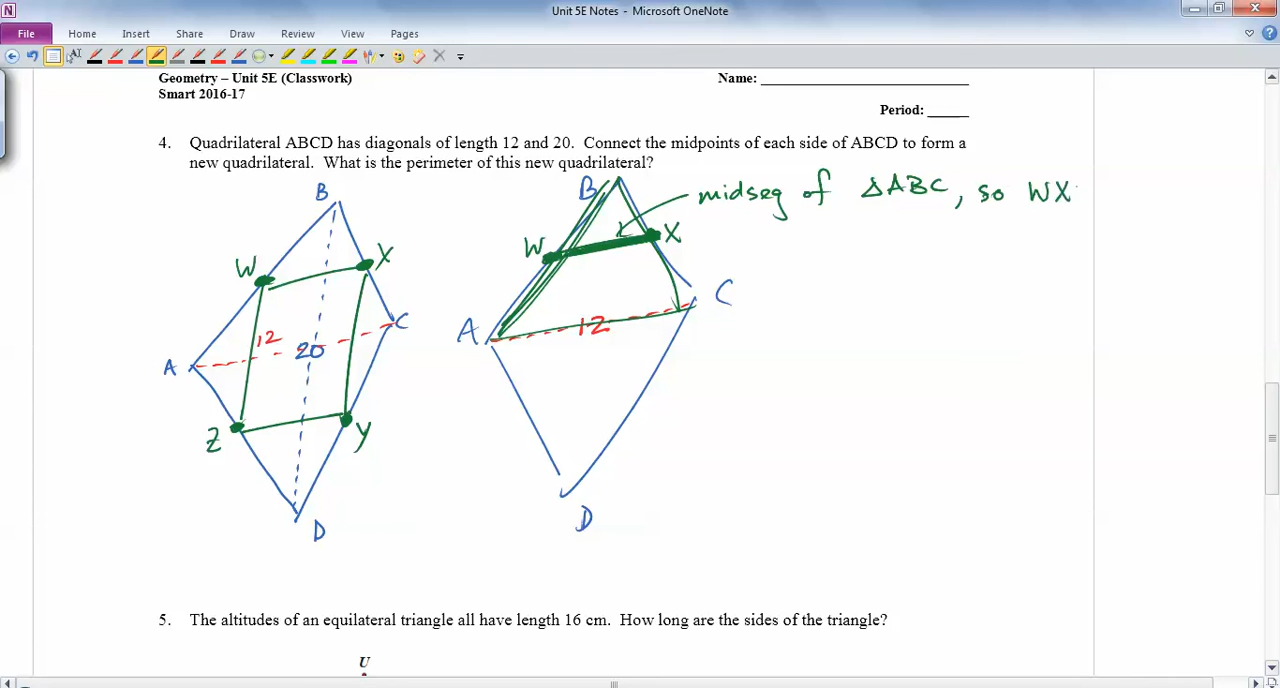 Unit 5E Notes - Microsoft OneNote
File Home Insert Share Draw Review View Pages
Geometry – Unit 5E (Classwork)
Name:
Smart 2016-17
Period:
4. Quadrilateral ABCD has diagonals of length 12 and 20. Connect the midpoints of each side of ABCD to form a
new quadrilateral. What is the perimeter of this new quadrilateral?
B
W
X
A
C
12
20
Z
Y
D
B
midseg of ΔABC, so WX
W
X
C
A
12
D
5. The altitudes of an equilateral triangle all have length 16 cm. How long are the sides of the triangle?
U